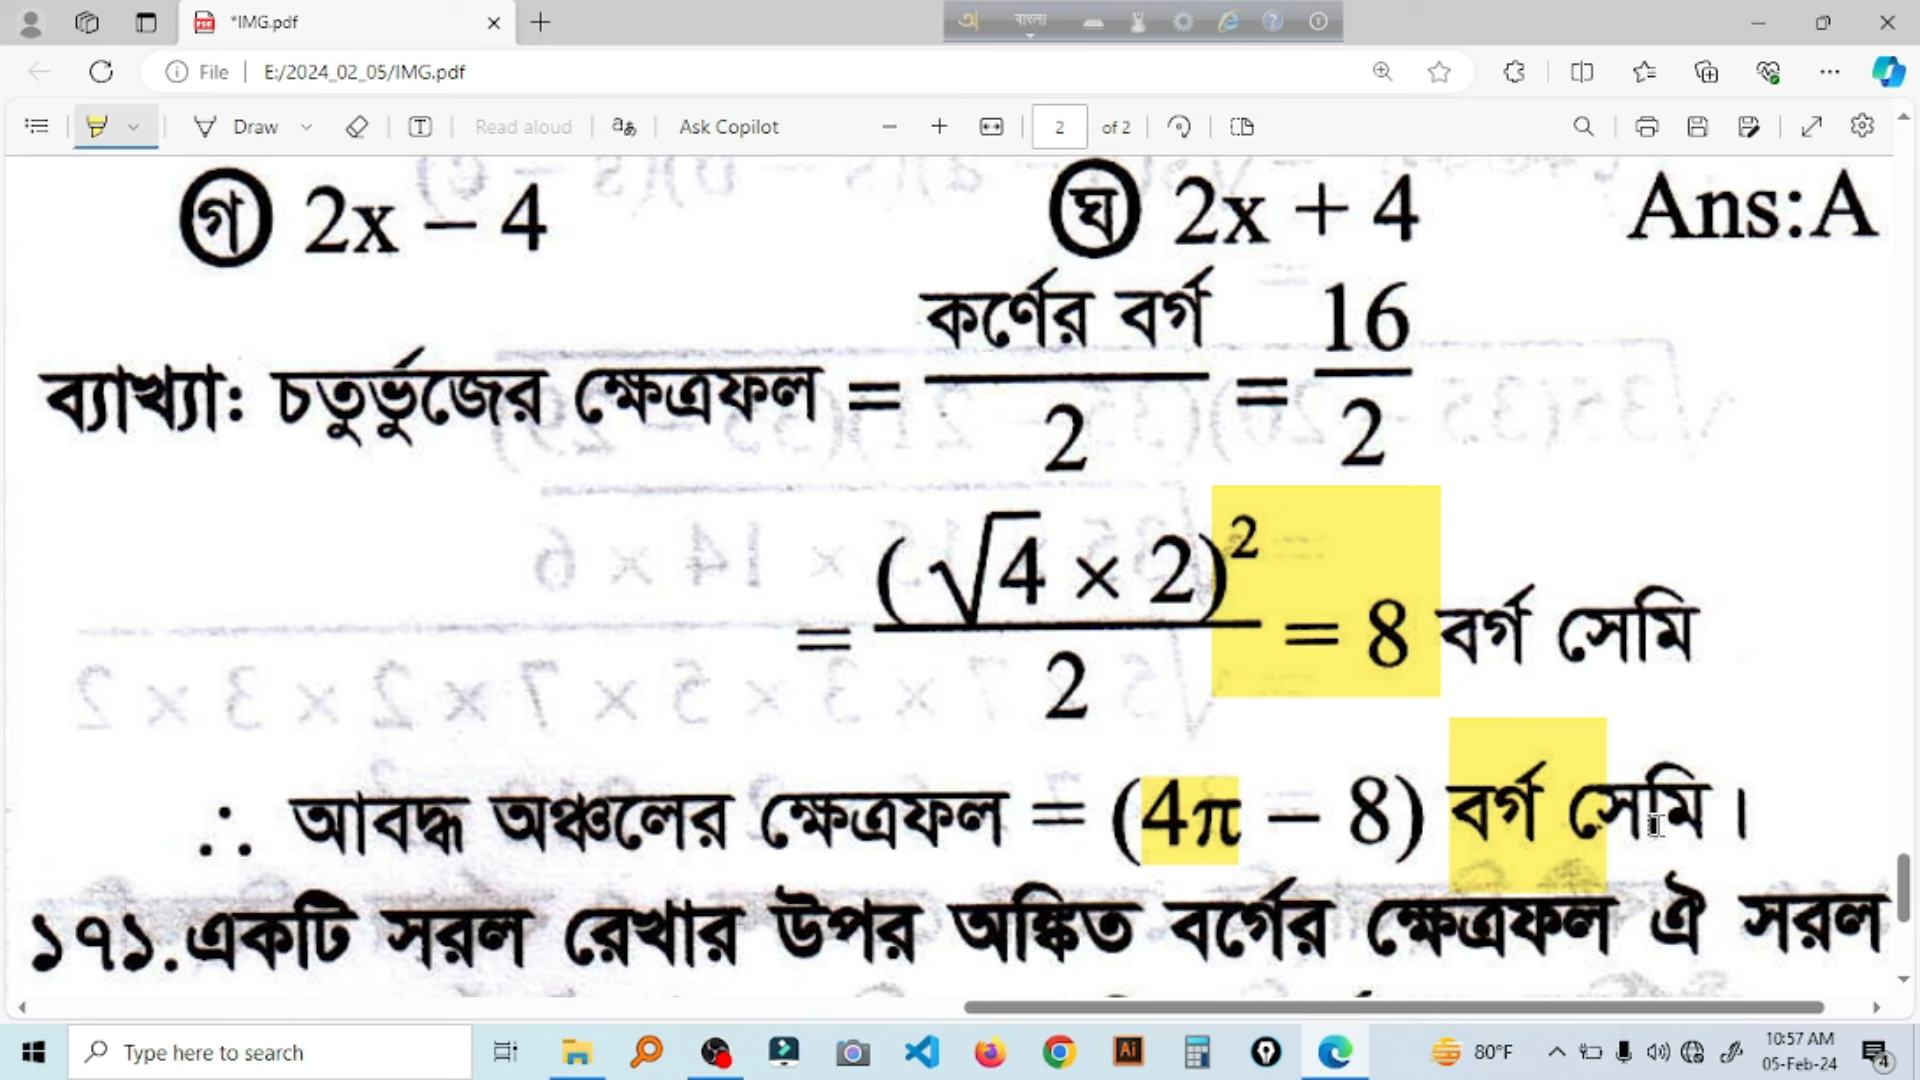 *IMG.pdf
বাংলা
File E:/2024_02_05/IMG.pdf
Draw Read aloud Ask Copilot 2 of 2
গ 2x – 4 ঘ 2x + 4 Ans:A
ব্যাখ্যা: চতুর্ভুজের ক্ষেত্রফল = কর্ণের বর্গ / 2 = 16 / 2
= (√4 × 2)² / 2 = 8 বর্গ সেমি
∴ আবদ্ধ অঞ্চলের ক্ষেত্রফল = (4π – 8) বর্গ সেমি।
১৭১.একটি সরল রেখার উপর অঙ্কিত বর্গের ক্ষেত্রফল ঐ সরল
Type here to search 80°F 10:57 AM
05-Feb-24 4